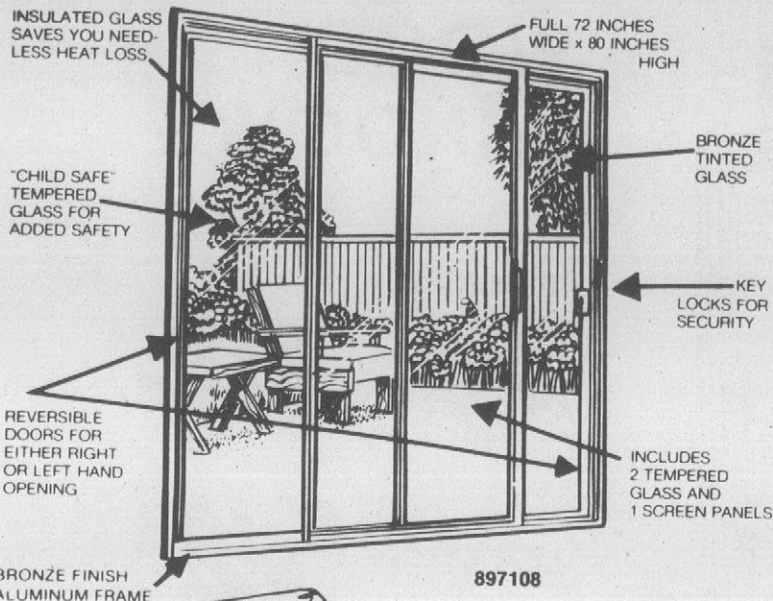 INSULATED GLASS
SAVES YOU NEED-
LESS HEAT LOSS
FULL 72 INCHES
WIDE x 80 INCHES
HIGH
"CHILD SAFE"
TEMPERED
GLASS FOR
ADDED SAFETY
BRONZE
TINTED
GLASS
KEY
LOCKS FOR
SECURITY
REVERSIBLE
DOORS FOR
EITHER RIGHT
OR LEFT HAND
OPENING
INCLUDES
2 TEMPERED
GLASS AND
1 SCREEN PANELS
BRONZE FINISH
ALUMINUM FRAME
897108